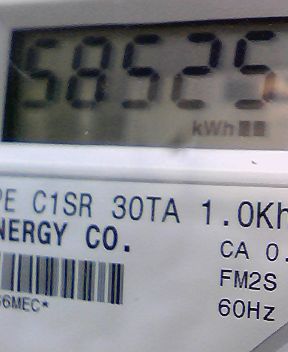 58525
kWh
PE C1SR 30TA 1.0Kh
NERGY CO.
CA 0.
FM2S
6MEC*
60Hz